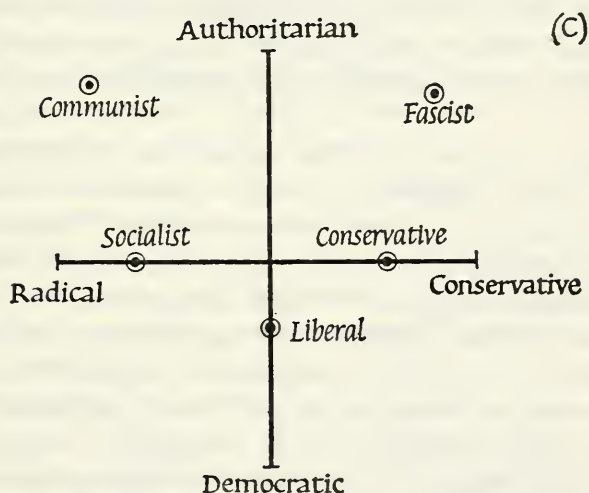 (C)
Authoritarian
Communist
Fascist
Socialist
Conservative
Radical
Conservative
Liberal
Democratic